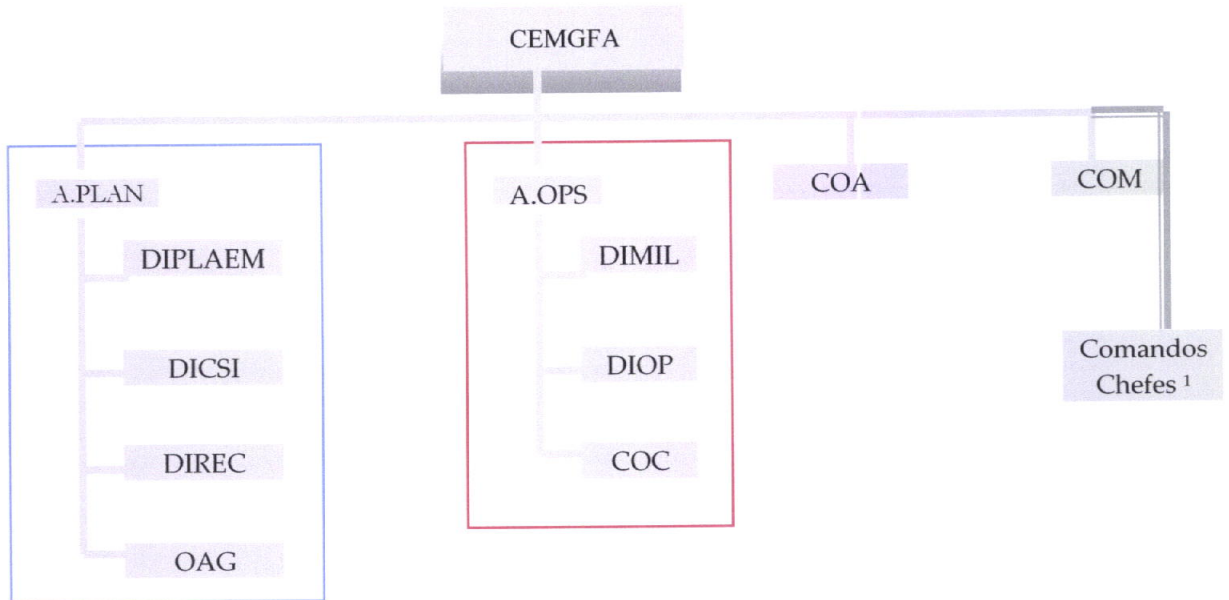 CEMGFA
A.PLAN
DIPLAEM
DICSI
DIREC
OAG
A.OPS
DIMIL
DIOP
COC
COA
COM
Comandos
Chefes ¹